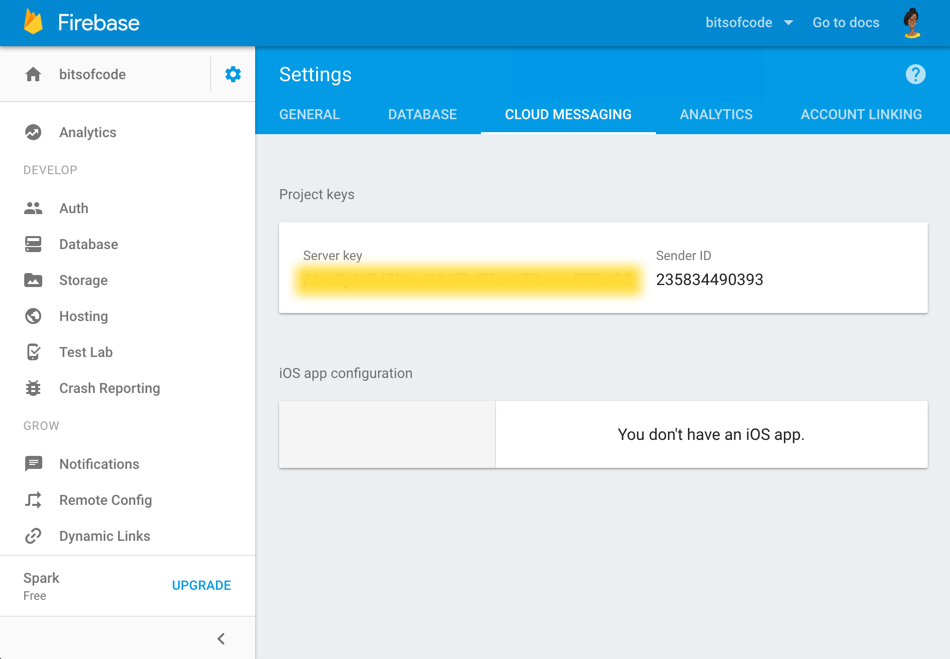 Firebase
bitsofcode
Go to docs
bitsofcode
Settings
GENERAL
DATABASE
CLOUD MESSAGING
ANALYTICS
ACCOUNT LINKING
Analytics
DEVELOP
Auth
Database
Storage
Hosting
Test Lab
Crash Reporting
GROW
Notifications
Remote Config
Dynamic Links
Spark
Free
UPGRADE
Project keys
Server key
Sender ID
235834490393
iOS app configuration
You don't have an iOS app.